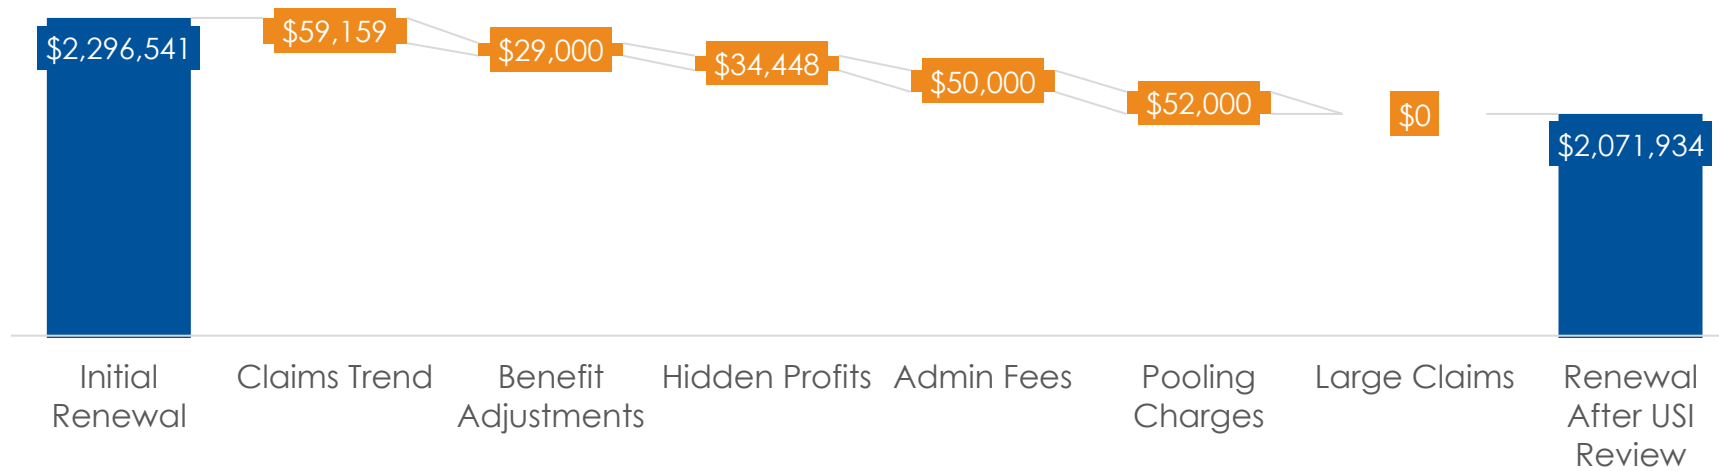 $2,296,541
$59,159
$29,000
$34,448
$50,000
$52,000
$0
$2,071,934
Initial
Renewal
Claims Trend
Benefit
Adjustments
Hidden Profits
Admin Fees
Pooling
Charges
Large Claims
Renewal
After USI
Review